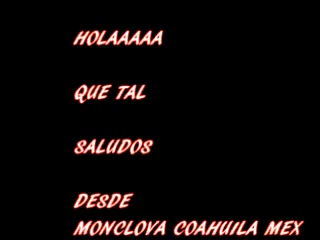 HOLAAAAA
QUE TAL
SALUDOS
DESDE
MONCLOVA COAHUILA MEX